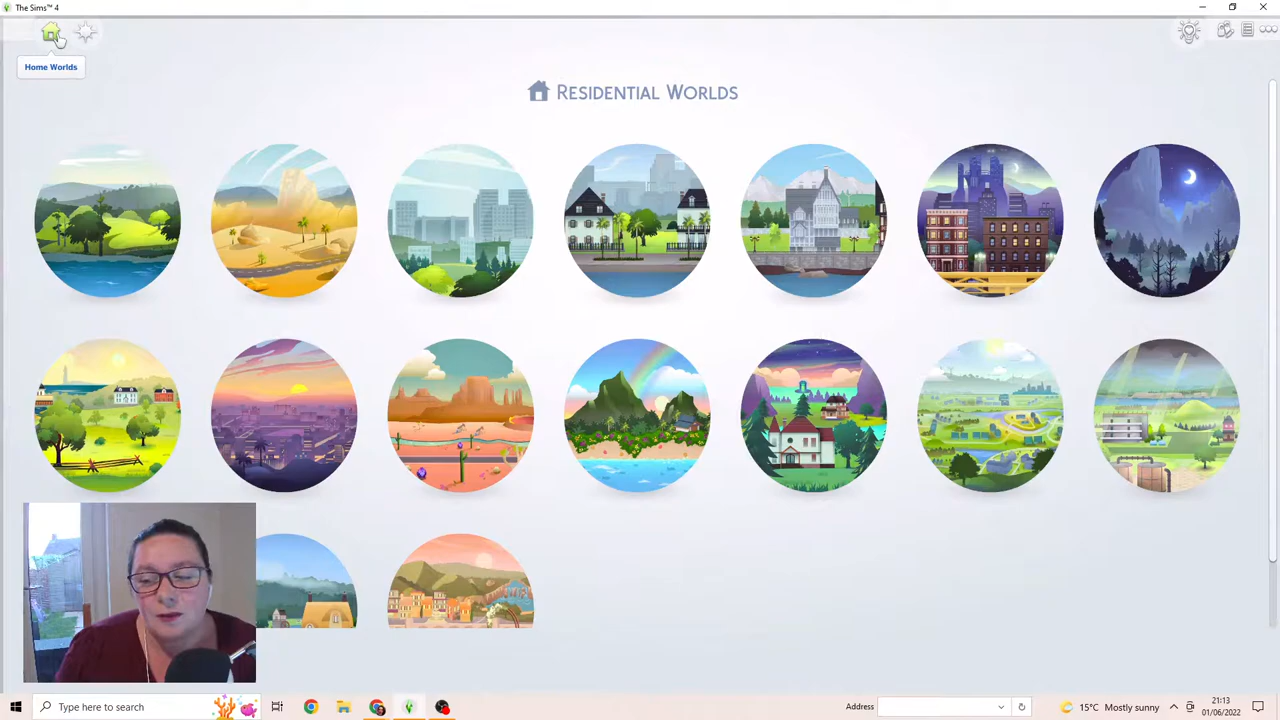 The Sims™ 4
Home Worlds
RESIDENTIAL WORLDS
Type here to search
Address
15°C Mostly sunny
21:13
01/06/2022